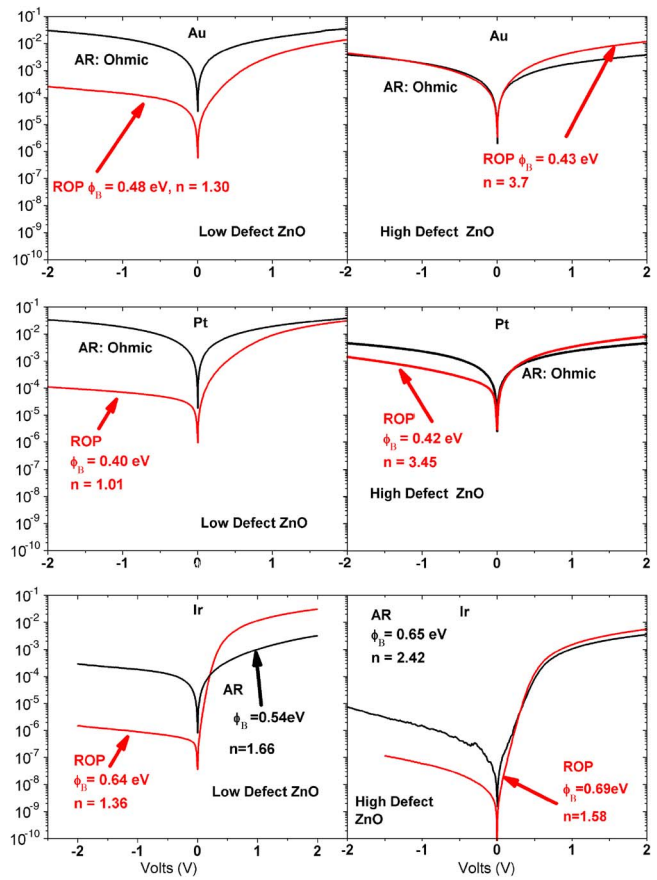 Au
AR: Ohmic
ROP ϕB = 0.48 eV, n = 1.30
Low Defect ZnO
10^-1
10^-2
10^-3
10^-4
10^-5
10^-6
10^-7
10^-8
10^-9
10^-10
-2
-1
0
1
2
Au
AR: Ohmic
ROP ϕB = 0.43 eV
n = 3.7
High Defect ZnO
-2
-1
0
1
2
Pt
AR: Ohmic
ROP
ϕB = 0.40 eV
n = 1.01
Low Defect ZnO
10^-1
10^-2
10^-3
10^-4
10^-5
10^-6
10^-7
10^-8
10^-9
10^-10
-2
-1
0
1
2
Pt
AR: Ohmic
ROP
ϕB = 0.42 eV
n = 3.45
High Defect ZnO
-2
-1
0
1
2
Ir
AR
ϕB =0.54eV
n=1.66
ROP
ϕB = 0.64 eV
n = 1.36
Low Defect ZnO
10^-1
10^-2
10^-3
10^-4
10^-5
10^-6
10^-7
10^-8
10^-9
10^-10
-2
-1
0
1
2
Volts (V)
AR
Ir
ϕB = 0.65 eV
n = 2.42
ROP
ϕB =0.69eV
n=1.58
High Defect
ZnO
-2
-1
0
1
2
Volts (V)